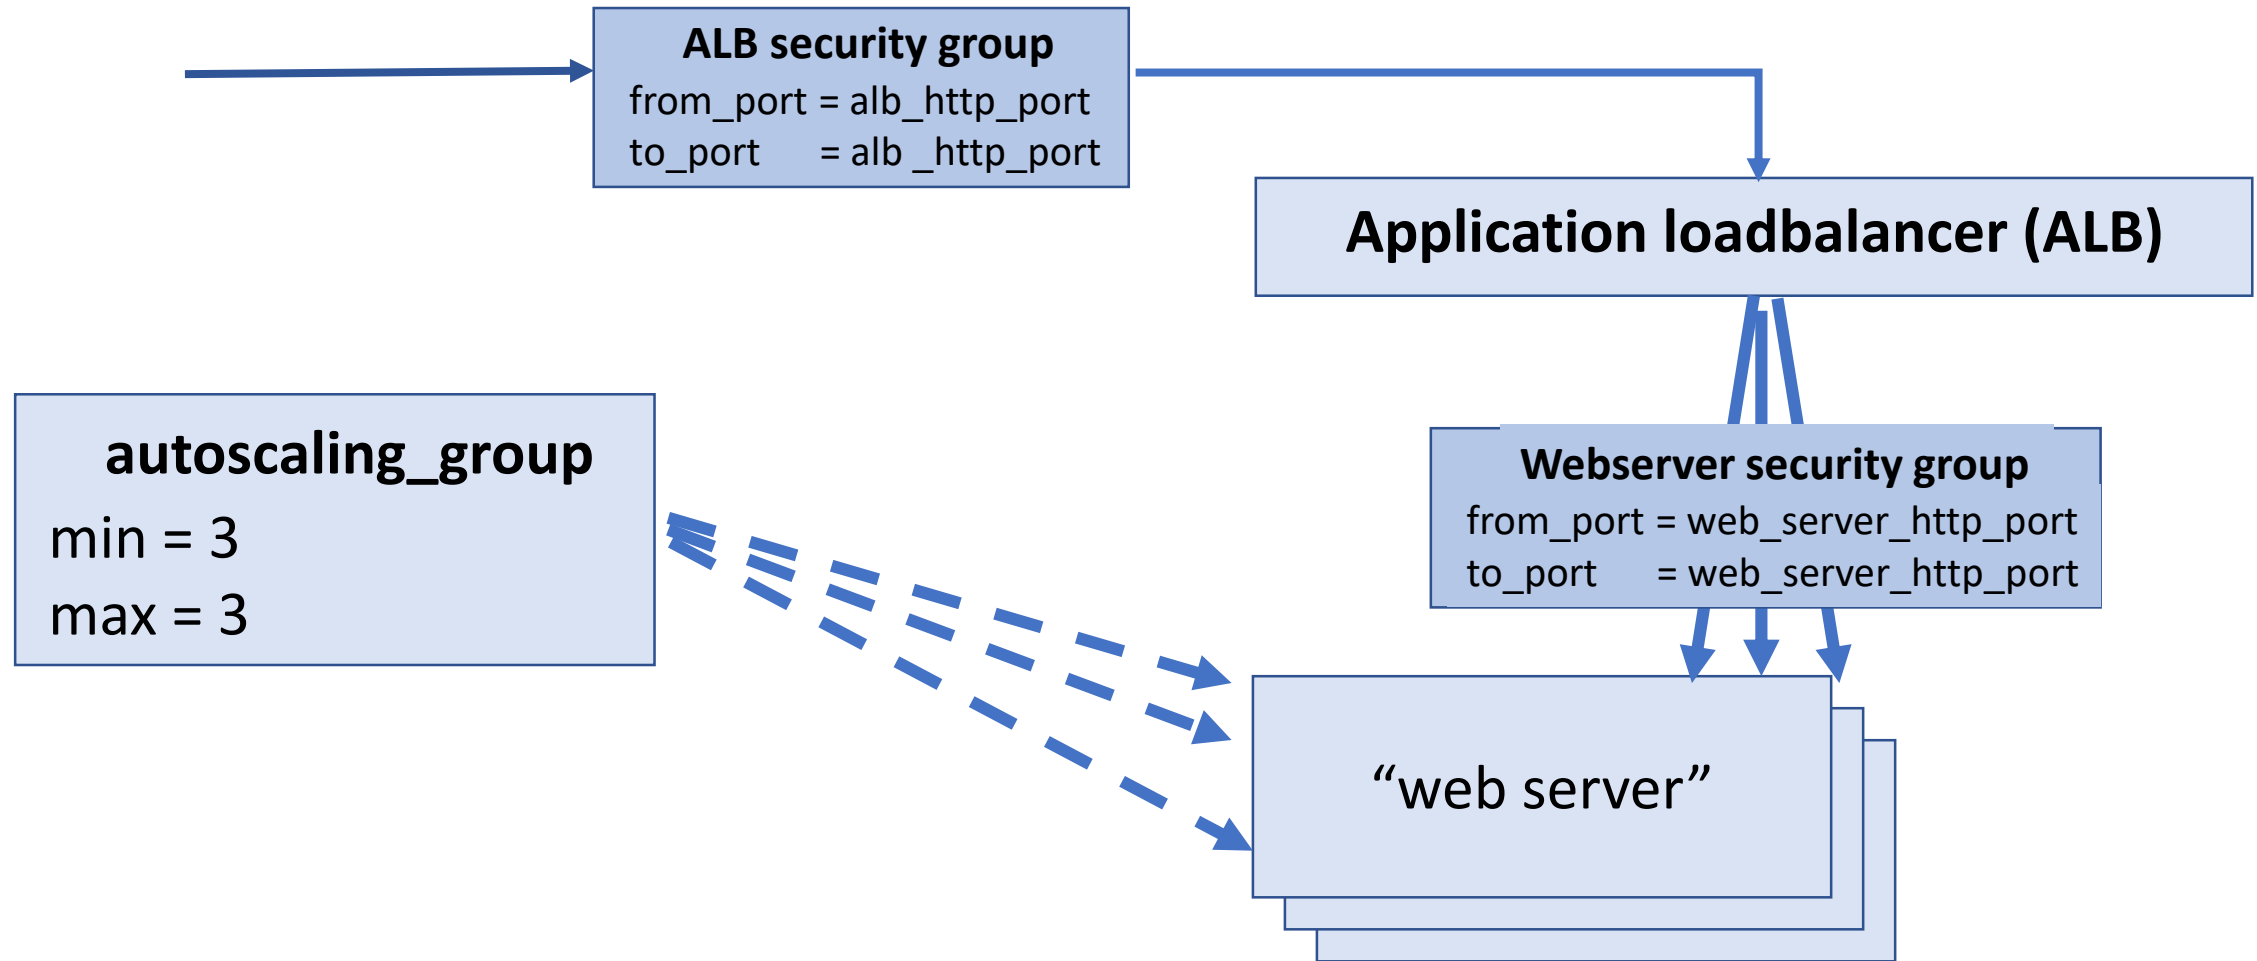 ALB security group
from_port = alb_http_port
to_port = alb _http_port
Application loadbalancer (ALB)
autoscaling_group
min = 3
max = 3
Webserver security group
from_port = web_server_http_port
to_port = web_server_http_port
“web server”